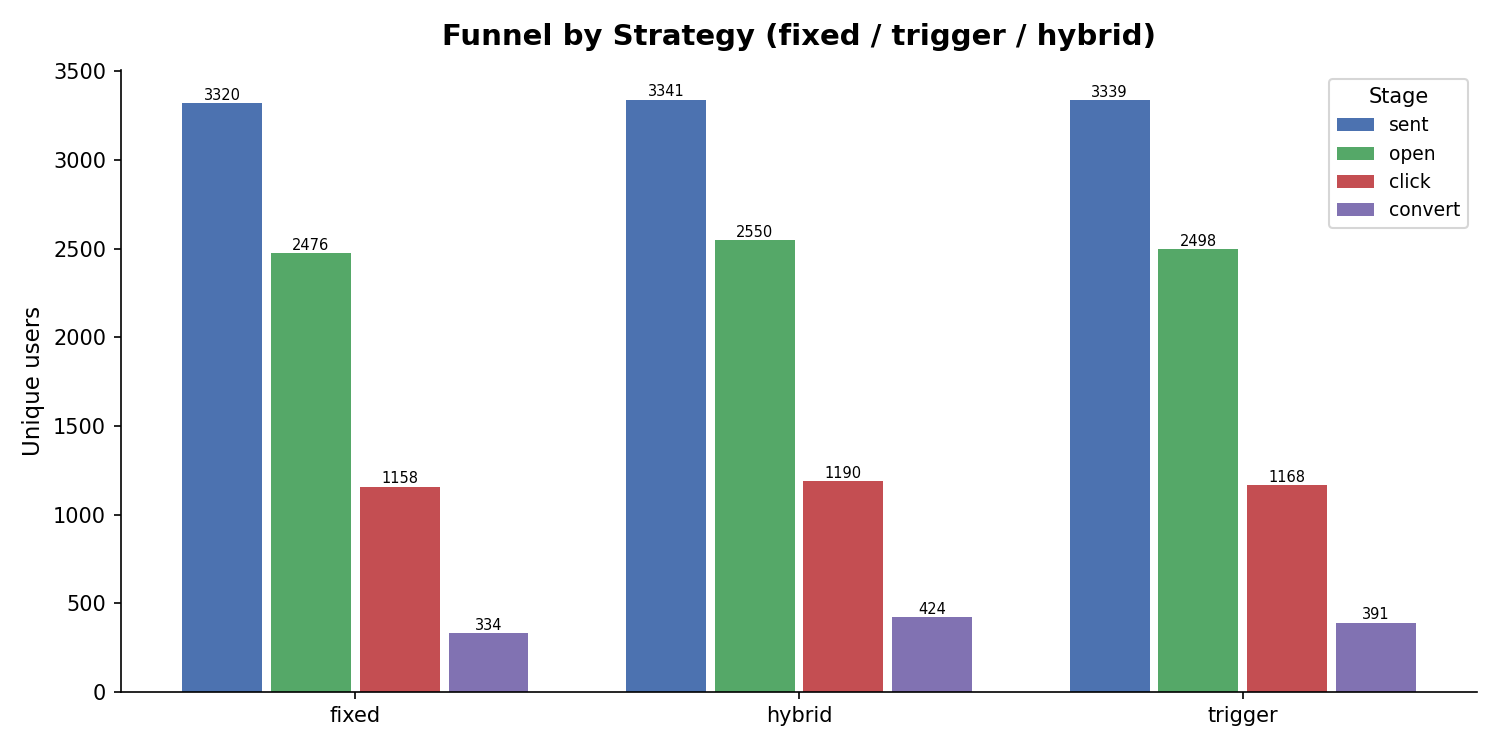 Funnel by Strategy (fixed / trigger / hybrid)
Unique users
3500
3000
2500
2000
1500
1000
500
0
3320
2476
1158
334
3341
2550
1190
424
3339
2498
1168
391
fixed
hybrid
trigger
Stage
sent
open
click
convert